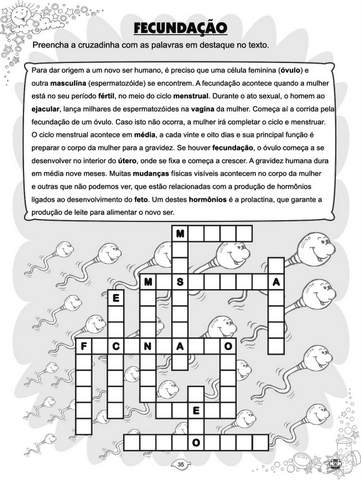 FECUNDAÇÃO
Preencha a cruzadinha com as palavras em destaque no texto.
Para dar origem a um novo ser humano, é preciso que uma célula feminina (óvulo) e
outra masculina (espermatozóide) se encontrem. A fecundação acontece quando a mulher
está no seu período fértil, no meio do ciclo menstrual. Durante o ato sexual, o homem ao
ejacular, lança milhares de espermatozóides na vagina da mulher. Começa aí a corrida pela
fecundação de um óvulo. Caso isto não ocorra, a mulher irá completar o ciclo e menstruar.
O ciclo menstrual acontece em média, a cada vinte e oito dias e sua principal função é
preparar o corpo da mulher para a gravidez. Se houver fecundação, o óvulo começa a se
desenvolver no interior do útero, onde se fixa e começa a crescer. A gravidez humana dura
em média nove meses. Muitas mudanças físicas visíveis acontecem no corpo da mulher
e outras que não podemos ver, que estão relacionadas com a produção de hormônios
ligados ao desenvolvimento do feto. Um destes hormônios é a prolactina, que garante a
produção de leite para alimentar o novo ser.
M
M S A
E
F C N A O
E
O
35